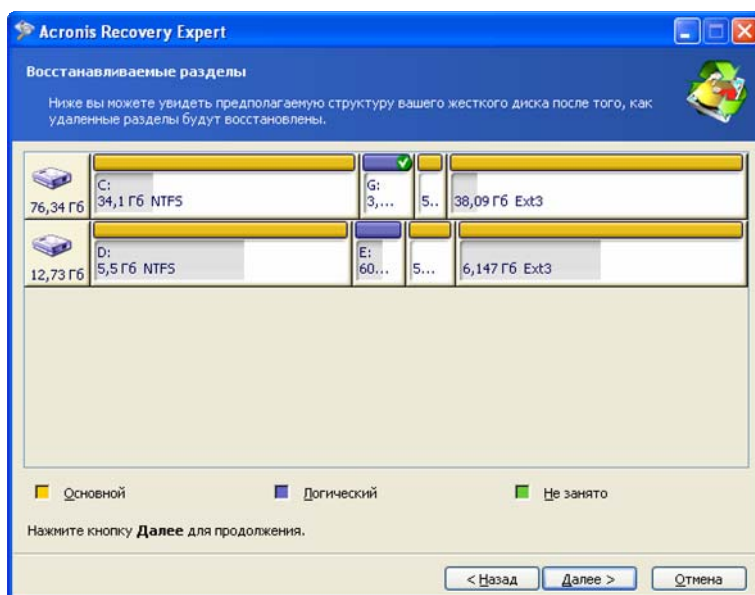 Acronis Recovery Expert
Восстанавливаемые разделы
Ниже вы можете увидеть предполагаемую структуру вашего жесткого диска после того, как
удаленные разделы будут восстановлены.
76,34 Гб
C:
34,1 Гб NTFS
G:
3,...
5..
38,09 Гб Ext3
12,73 Гб
D:
5,5 Гб NTFS
E:
60...
5...
6,147 Гб Ext3
Основной
Логический
Не занято
Нажмите кнопку Далее для продолжения.
< Назад
Далее >
Отмена